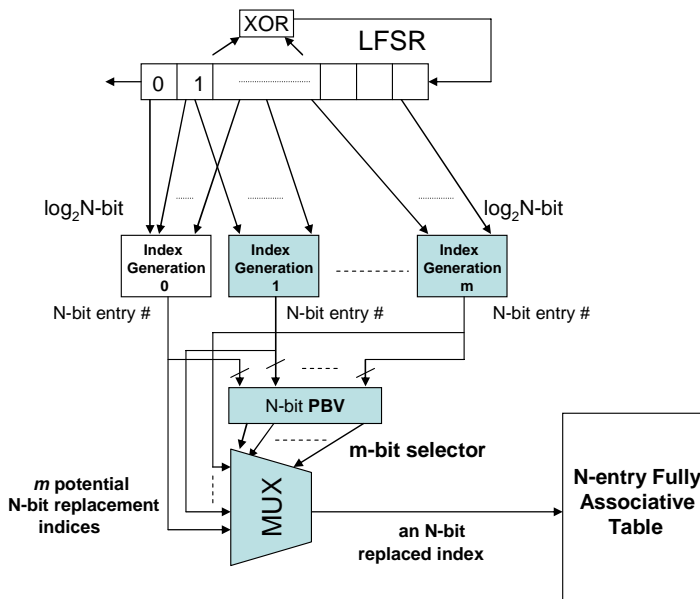 XOR
LFSR
0 1
log₂N-bit
log₂N-bit
Index
Generation
0
Index
Generation
1
Index
Generation
m
N-bit entry #
N-bit entry #
N-bit entry #
N-bit PBV
m-bit selector
m potential
N-bit replacement
indices
MUX
an N-bit
replaced index
N-entry Fully
Associative
Table